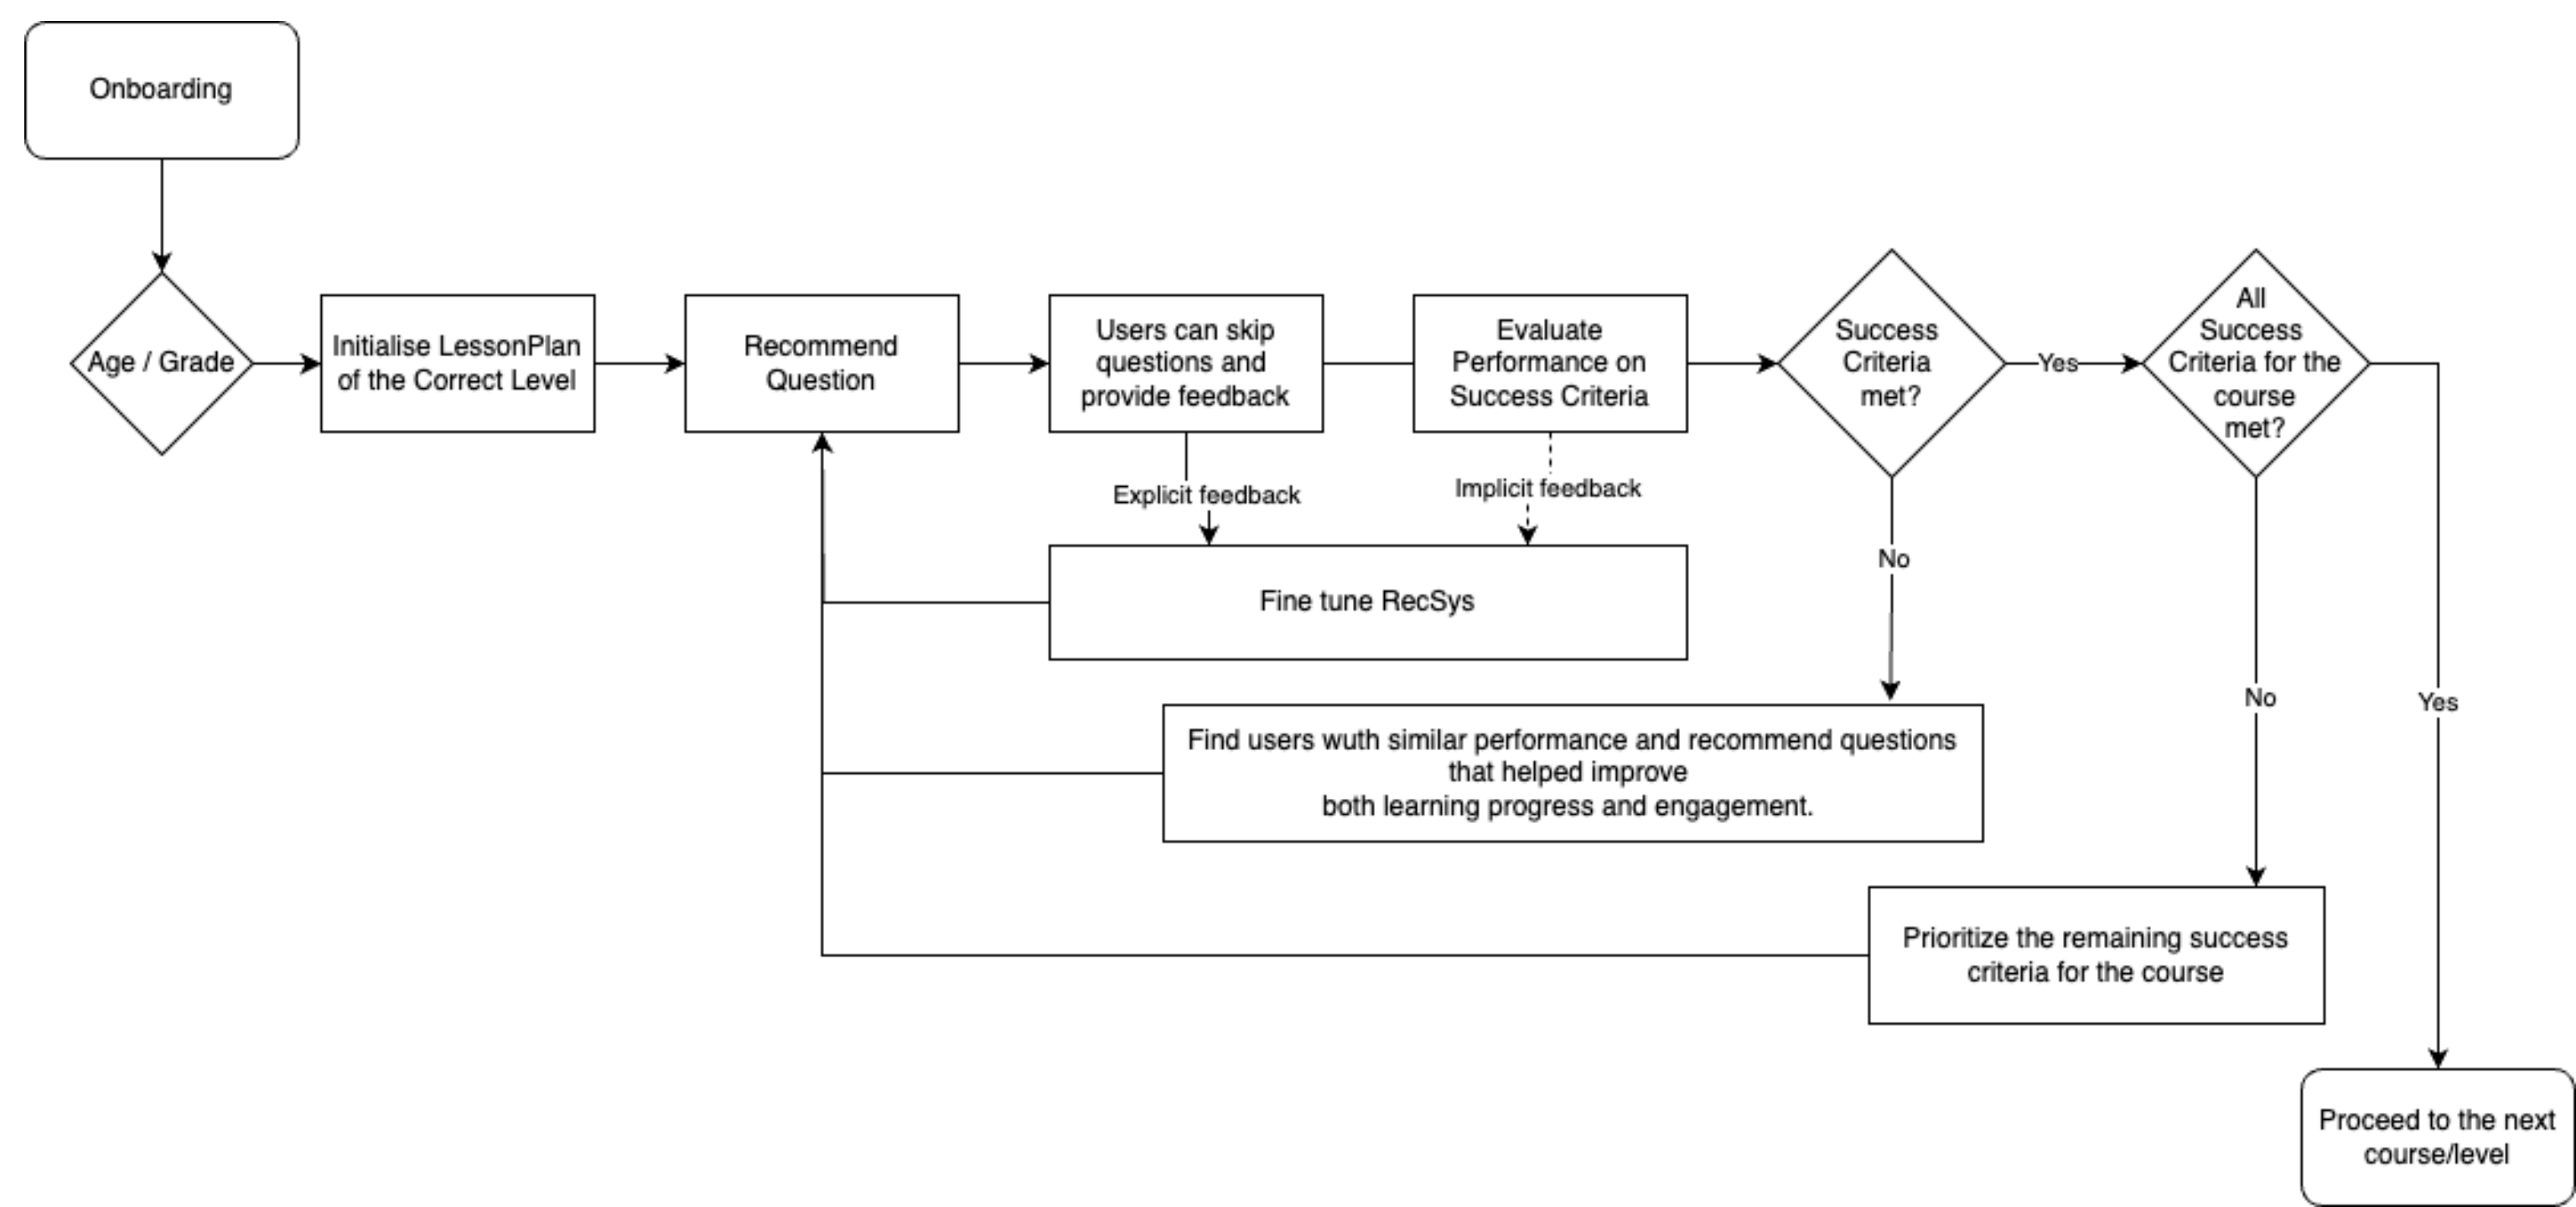 Onboarding
Age / Grade
Initialise LessonPlan
of the Correct Level
Recommend
Question
Users can skip
questions and
provide feedback
Evaluate
Performance on
Success Criteria
Success
Criteria
met?
Yes
All
Success
Criteria for the
course
met?
Explicit feedback
Implicit feedback
No
Fine tune RecSys
No
Yes
Find users wuth similar performance and recommend questions
that helped improve
both learning progress and engagement.
Prioritize the remaining success
criteria for the course
Proceed to the next
course/level